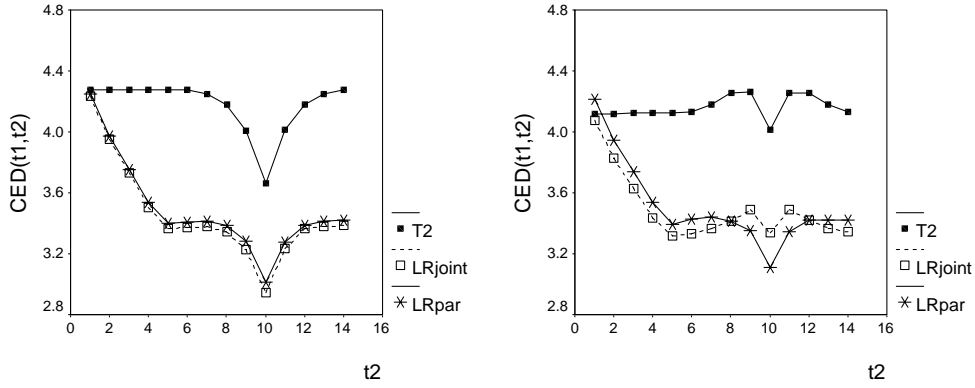 4.8
4.4
4.0
3.6
3.2
2.8
CED(t1,t2)
0 2 4 6 8 10 12 14 16
t2
T2
LRjoint
LRpar
4.8
4.4
4.0
3.6
3.2
2.8
CED(t1,t2)
0 2 4 6 8 10 12 14 16
t2
T2
LRjoint
LRpar